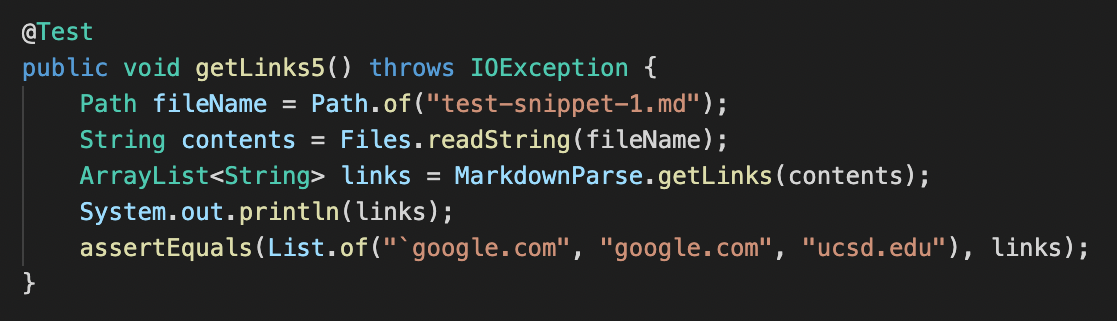 @Test
public void getLinks5() throws IOException {
    Path fileName = Path.of("test-snippet-1.md");
    String contents = Files.readString(fileName);
    ArrayList<String> links = MarkdownParse.getLinks(contents);
    System.out.println(links);
    assertEquals(List.of("`google.com", "google.com", "ucsd.edu"), links);
}